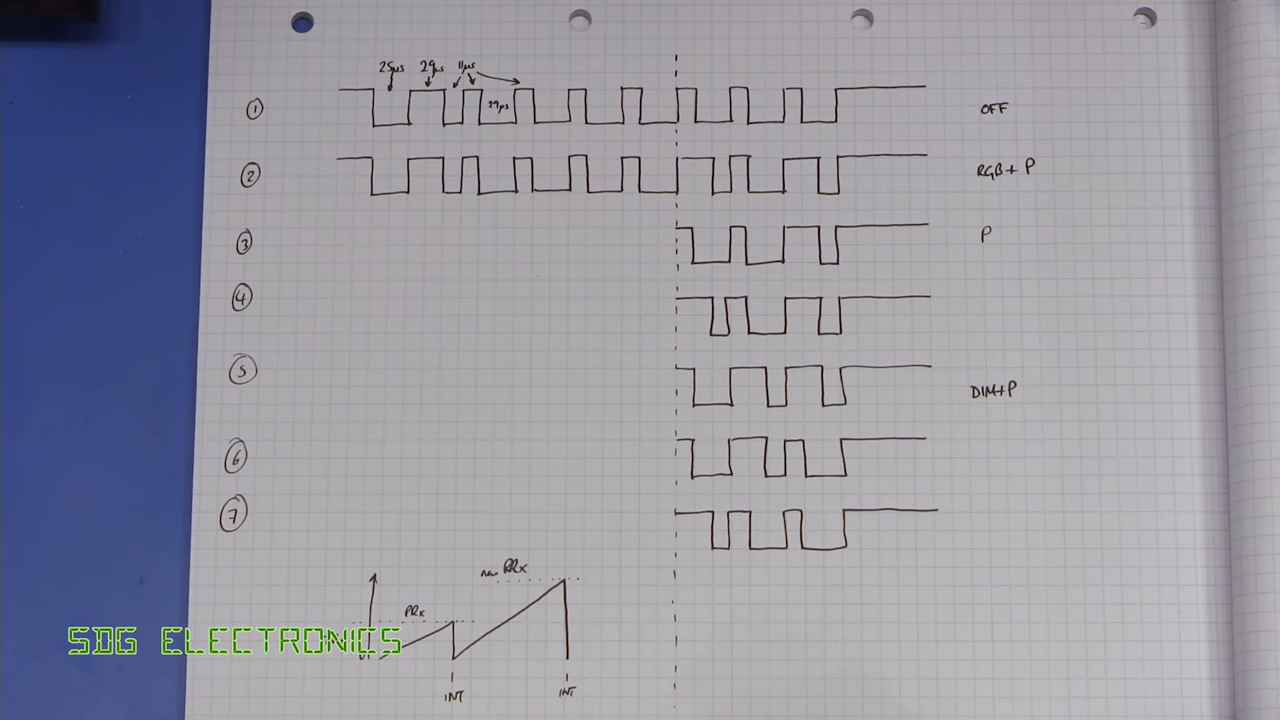 25µs 29µs 11µs
① 29µs OFF
② RGB+P
③ P
④
⑤ DIM+P
⑥
⑦
new PRx
PRx
SDG ELECTRONICS
INT INT